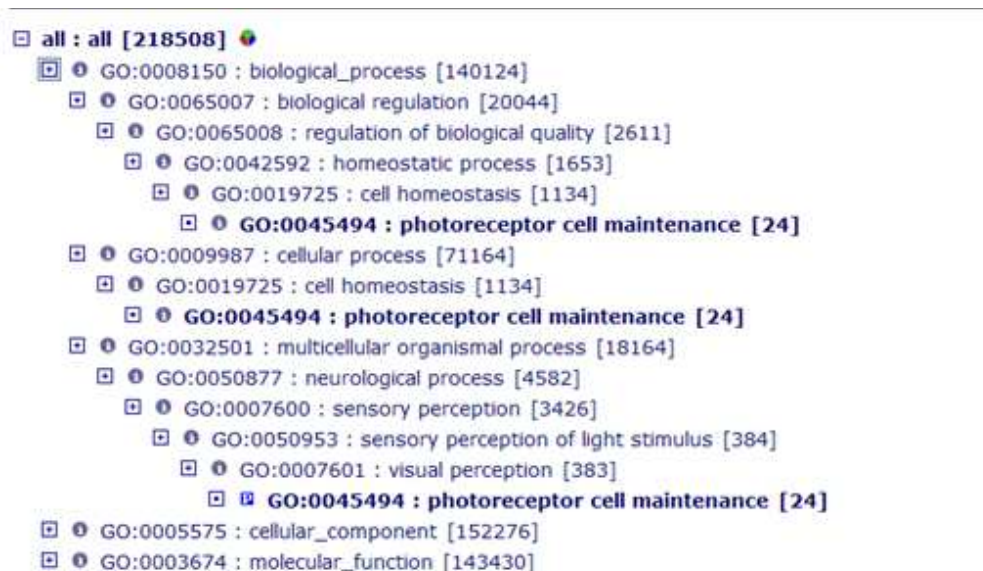 all : all [218508]
GO:0008150 : biological_process [140124]
GO:0065007 : biological regulation [20044]
GO:0065008 : regulation of biological quality [2611]
GO:0042592 : homeostatic process [1653]
GO:0019725 : cell homeostasis [1134]
GO:0045494 : photoreceptor cell maintenance [24]
GO:0009987 : cellular process [71164]
GO:0019725 : cell homeostasis [1134]
GO:0045494 : photoreceptor cell maintenance [24]
GO:0032501 : multicellular organismal process [18164]
GO:0050877 : neurological process [4582]
GO:0007600 : sensory perception [3426]
GO:0050953 : sensory perception of light stimulus [384]
GO:0007601 : visual perception [383]
GO:0045494 : photoreceptor cell maintenance [24]
GO:0005575 : cellular_component [152276]
GO:0003674 : molecular_function [143430]